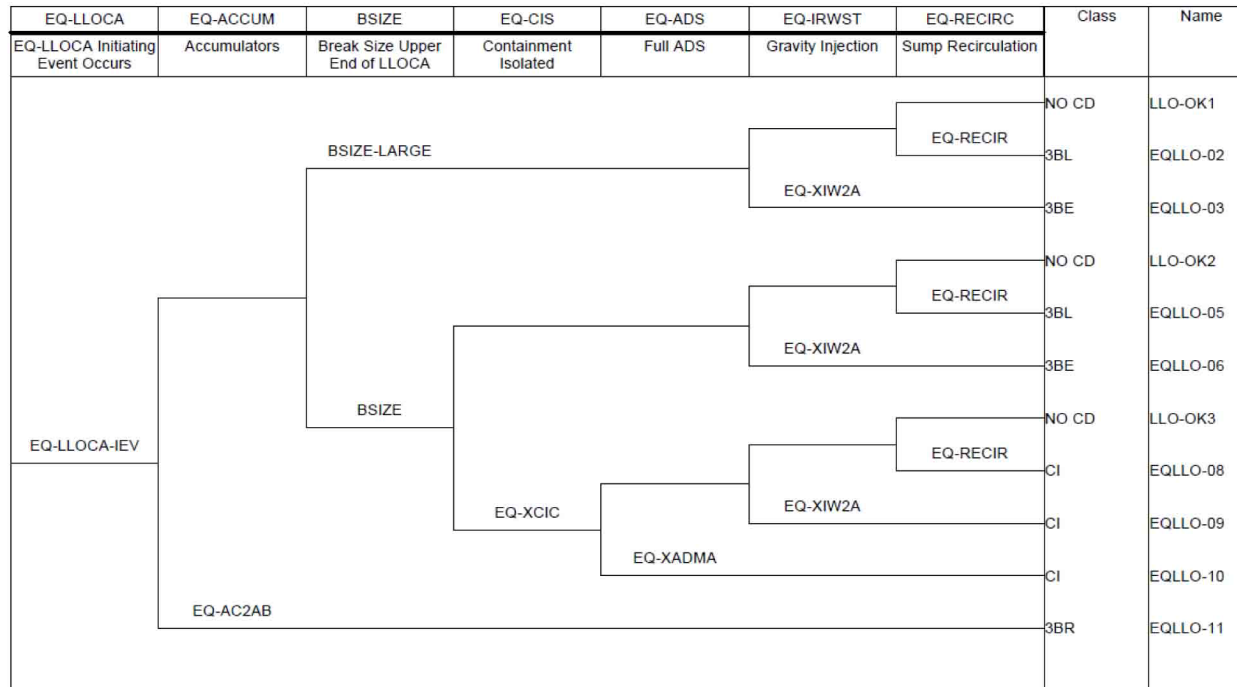 EQ-LLOCA EQ-ACCUM BSIZE EQ-CIS EQ-ADS EQ-IRWST EQ-RECIRC Class Name
EQ-LLOCA Initiating Accumulators Break Size Upper Containment Full ADS Gravity Injection Sump Recirculation
Event Occurs End of LLOCA Isolated
NO CD LLO-OK1
EQ-RECIR
BSIZE-LARGE
3BL EQLLO-02
EQ-XIW2A
3BE EQLLO-03
NO CD LLO-OK2
EQ-RECIR
3BL EQLLO-05
EQ-XIW2A
3BE EQLLO-06
BSIZE
NO CD LLO-OK3
EQ-LLOCA-IEV
EQ-RECIR
CI EQLLO-08
EQ-XIW2A
EQ-XCIC
CI EQLLO-09
EQ-XADMA
CI EQLLO-10
EQ-AC2AB
3BR EQLLO-11